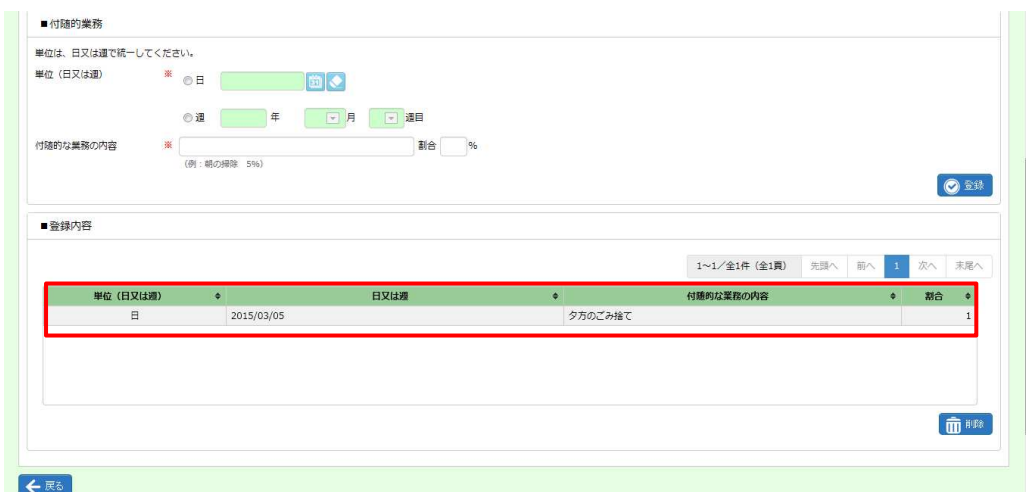 ■付随的業務
単位は、日又は週で統一してください。
単位（日又は週） ※ 日
週 年 月 週目
付随的な業務の内容 ※ 割合 %
（例：朝の掃除 5%）
登録
■登録内容
1～1／全1件（全1頁） 先頭へ 前へ 1 次へ 末尾へ
単位（日又は週） 日又は週 付随的な業務の内容 割合
日 2015/03/05 夕方のごみ捨て 1
削除
戻る